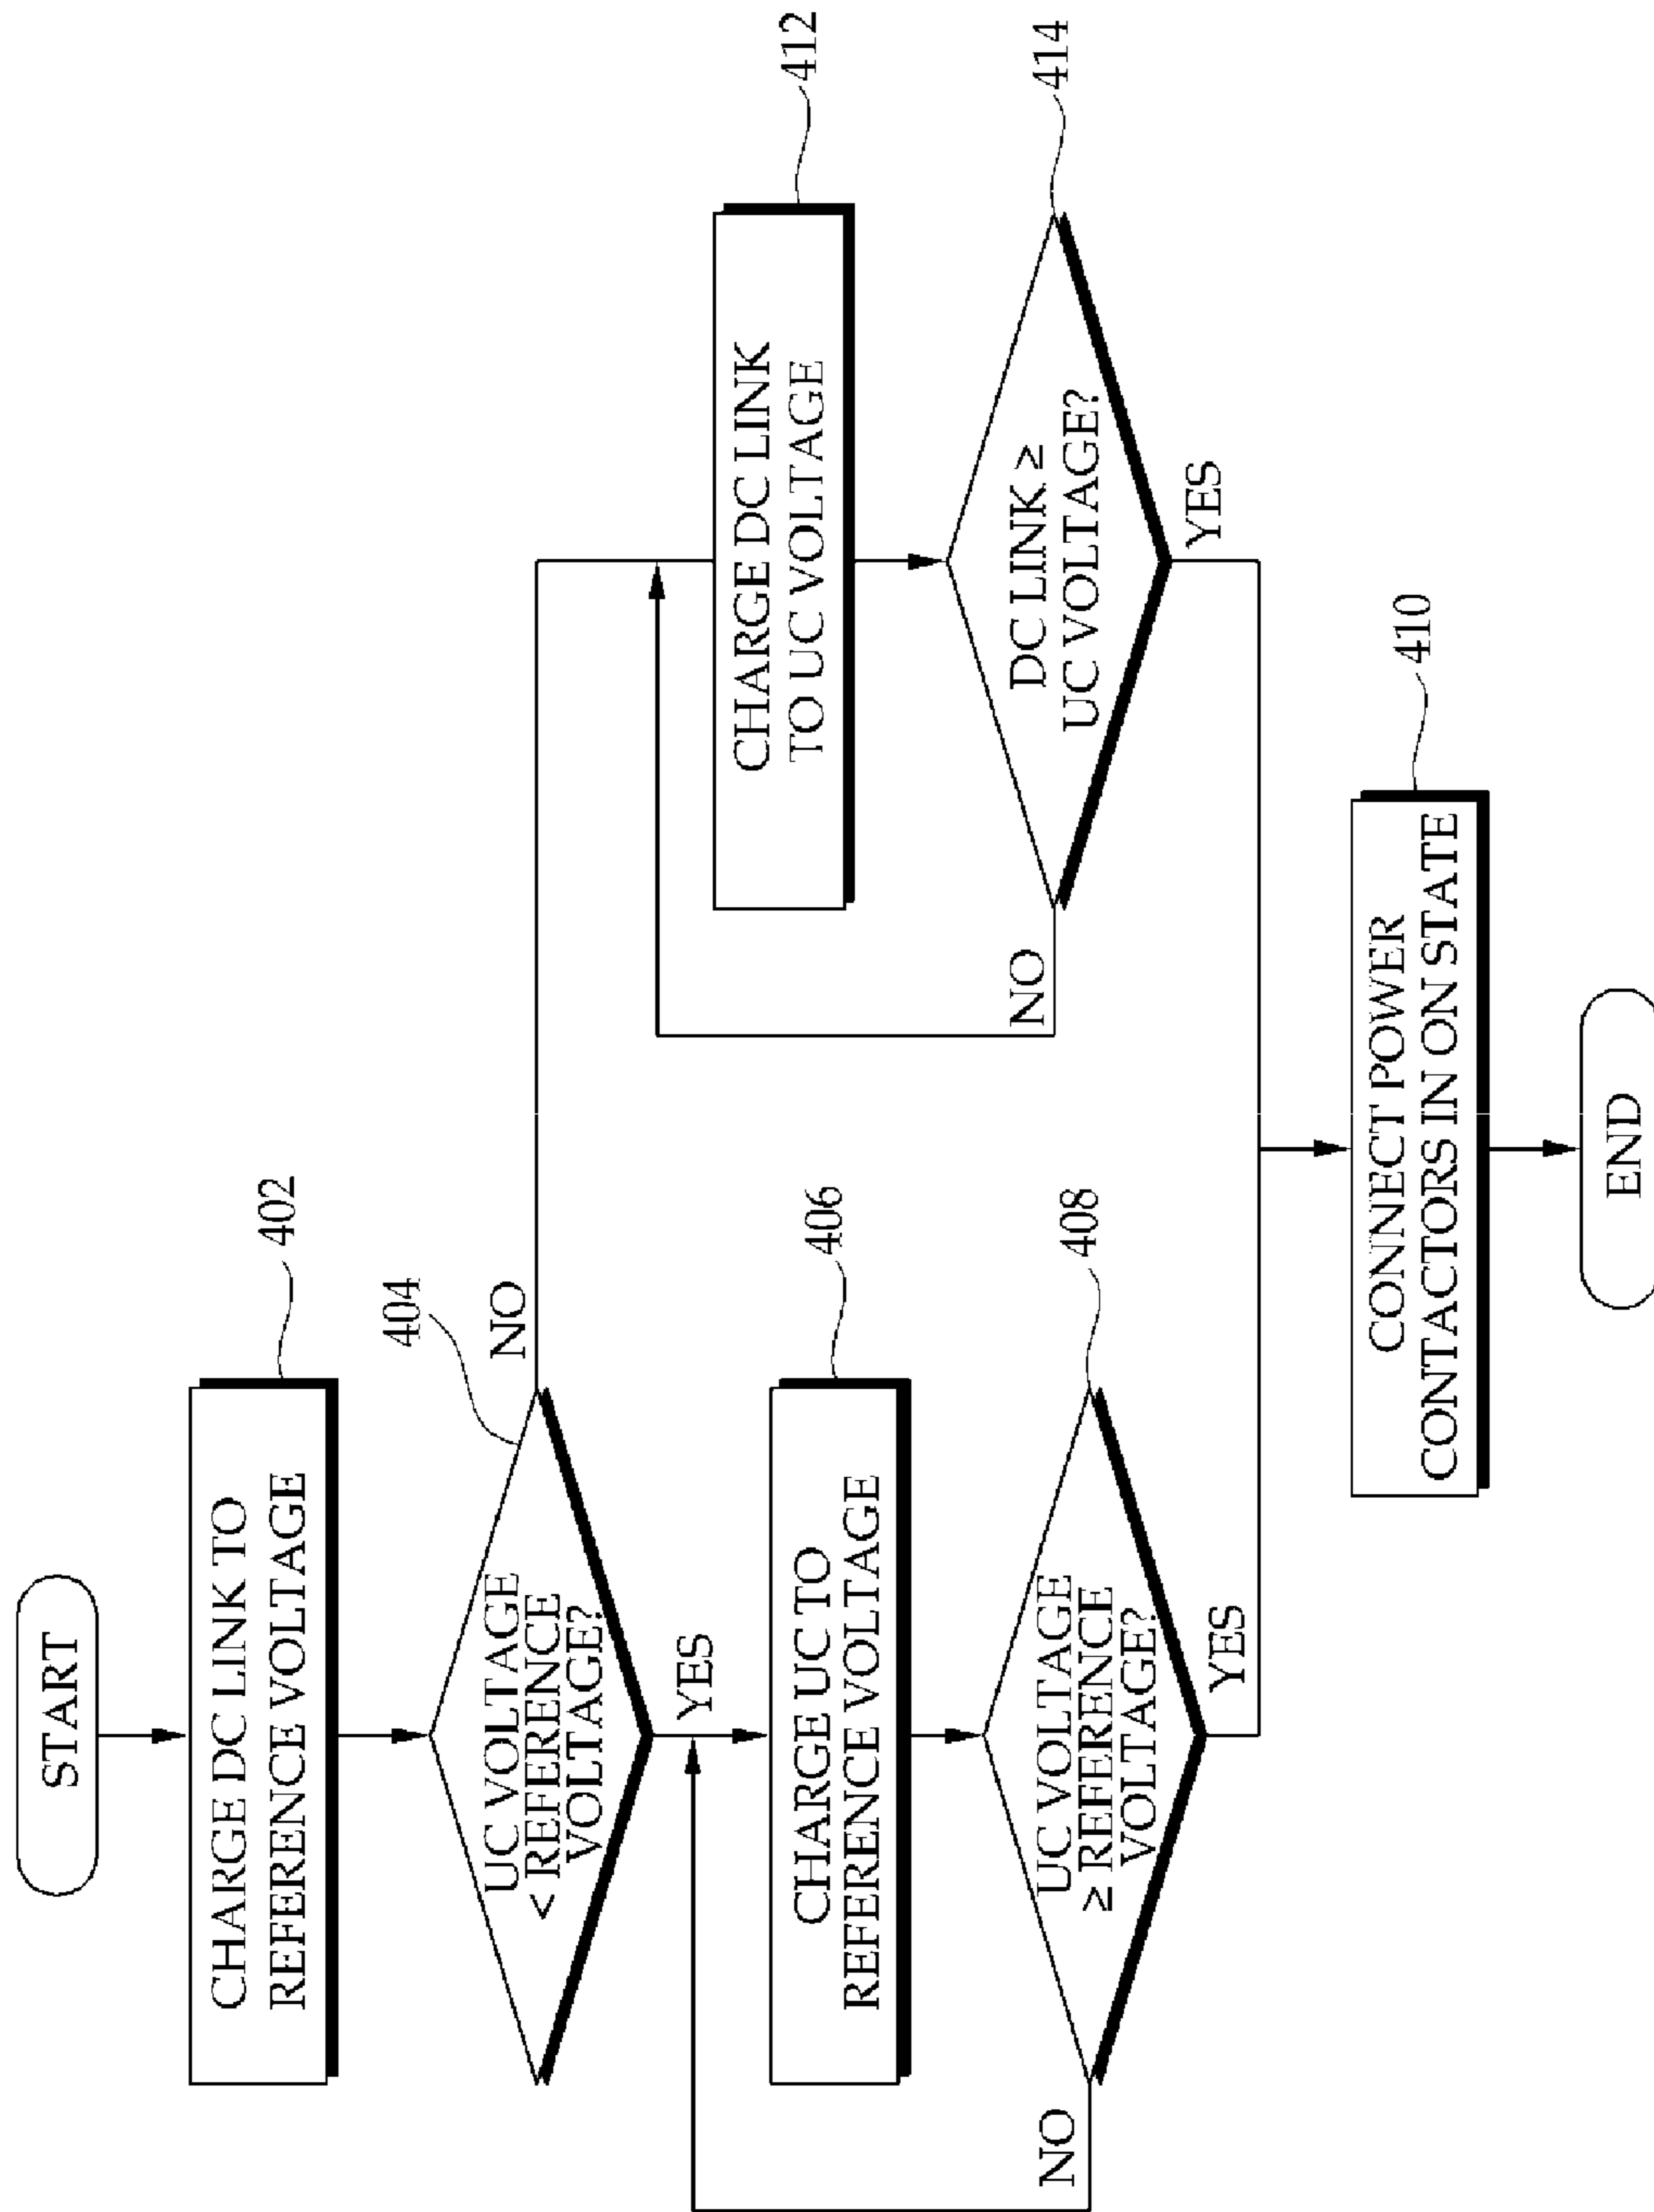 START
CHARGE DC LINK TO
REFERENCE VOLTAGE
402
404
UC VOLTAGE
< REFERENCE
VOLTAGE?
NO
YES
CHARGE UC TO
REFERENCE VOLTAGE
406
UC VOLTAGE
≥ REFERENCE
VOLTAGE?
408
NO
YES
CHARGE DC LINK
TO UC VOLTAGE
412
DC LINK ≥
UC VOLTAGE?
414
NO
YES
CONNECT POWER
CONTACTORS IN ON STATE
410
END